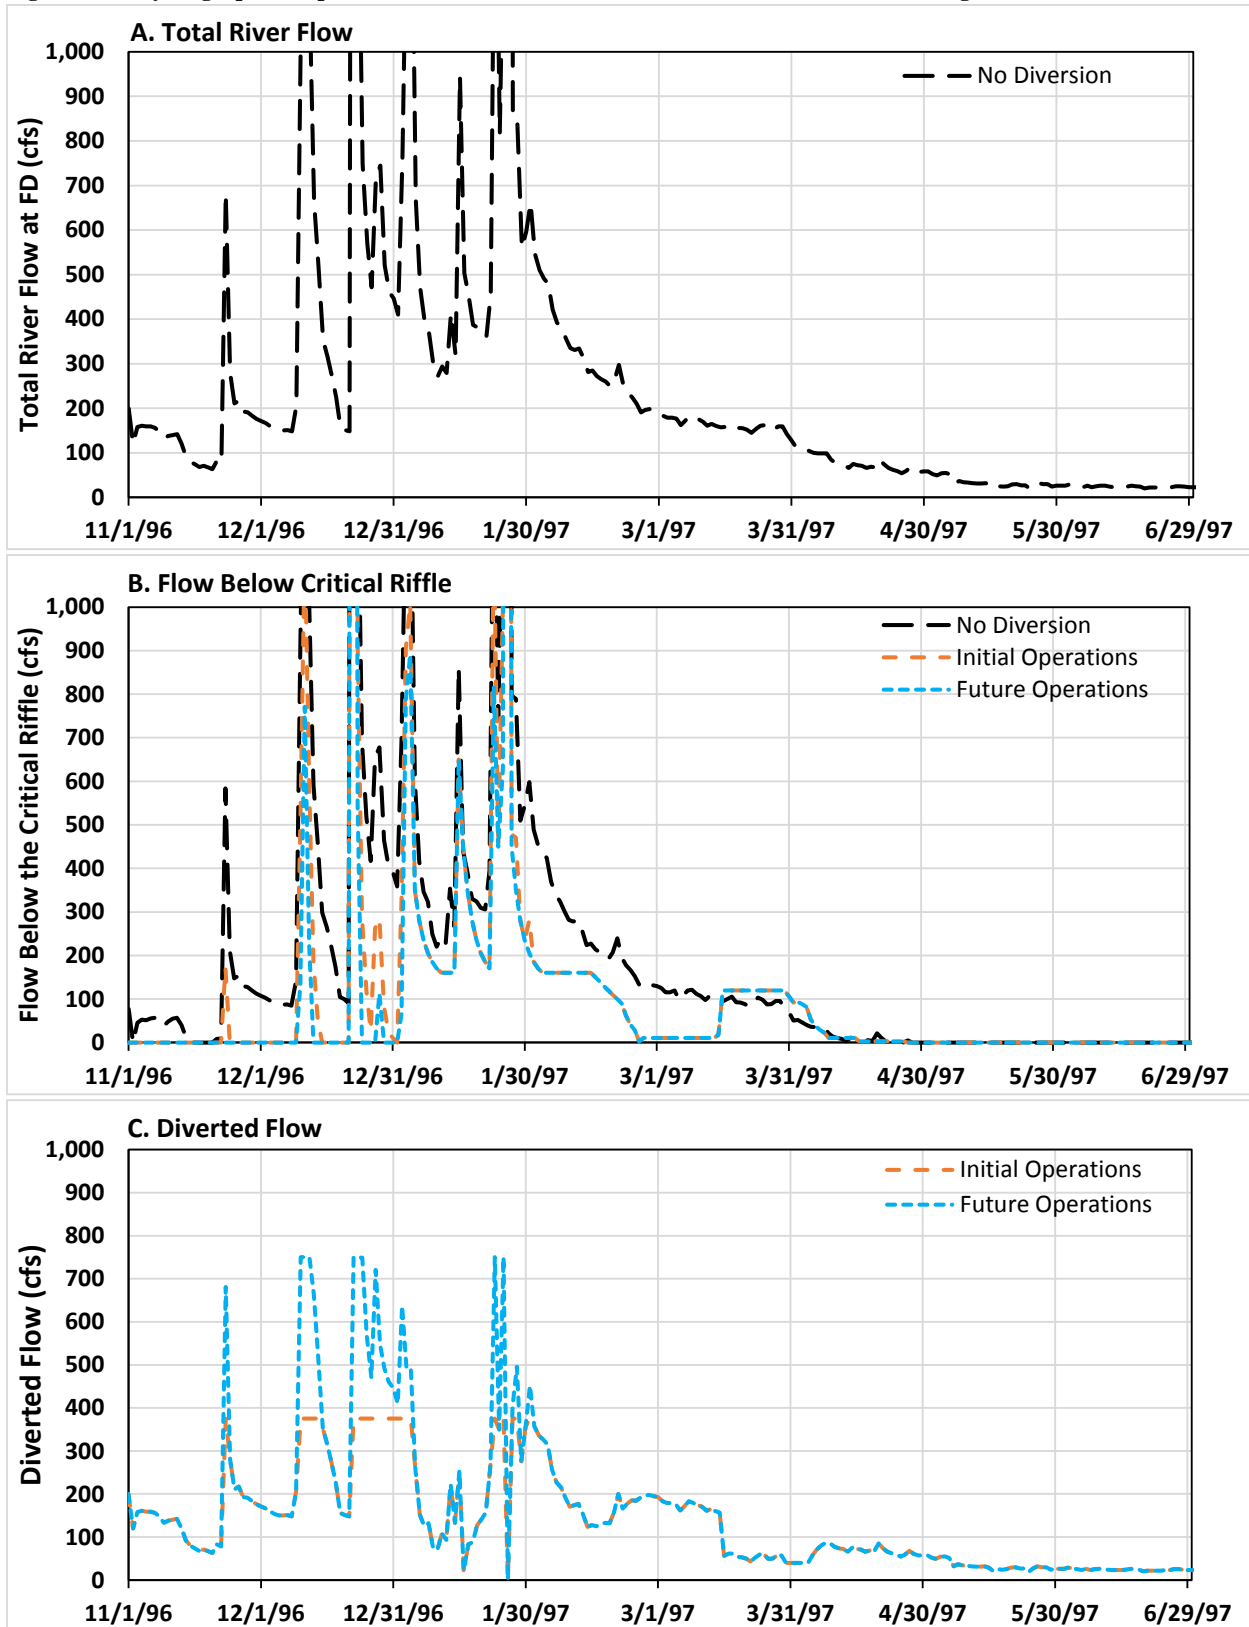 A. Total River Flow
Total River Flow at FD (cfs)
1,000
900
800
700
600
500
400
300
200
100
0
No Diversion
11/1/96 12/1/96 12/31/96 1/30/97 3/1/97 3/31/97 4/30/97 5/30/97 6/29/97
B. Flow Below Critical Riffle
Flow Below the Critical Riffle (cfs)
1,000
900
800
700
600
500
400
300
200
100
0
No Diversion
Initial Operations
Future Operations
11/1/96 12/1/96 12/31/96 1/30/97 3/1/97 3/31/97 4/30/97 5/30/97 6/29/97
C. Diverted Flow
Diverted Flow (cfs)
1,000
900
800
700
600
500
400
300
200
100
0
Initial Operations
Future Operations
11/1/96 12/1/96 12/31/96 1/30/97 3/1/97 3/31/97 4/30/97 5/30/97 6/29/97